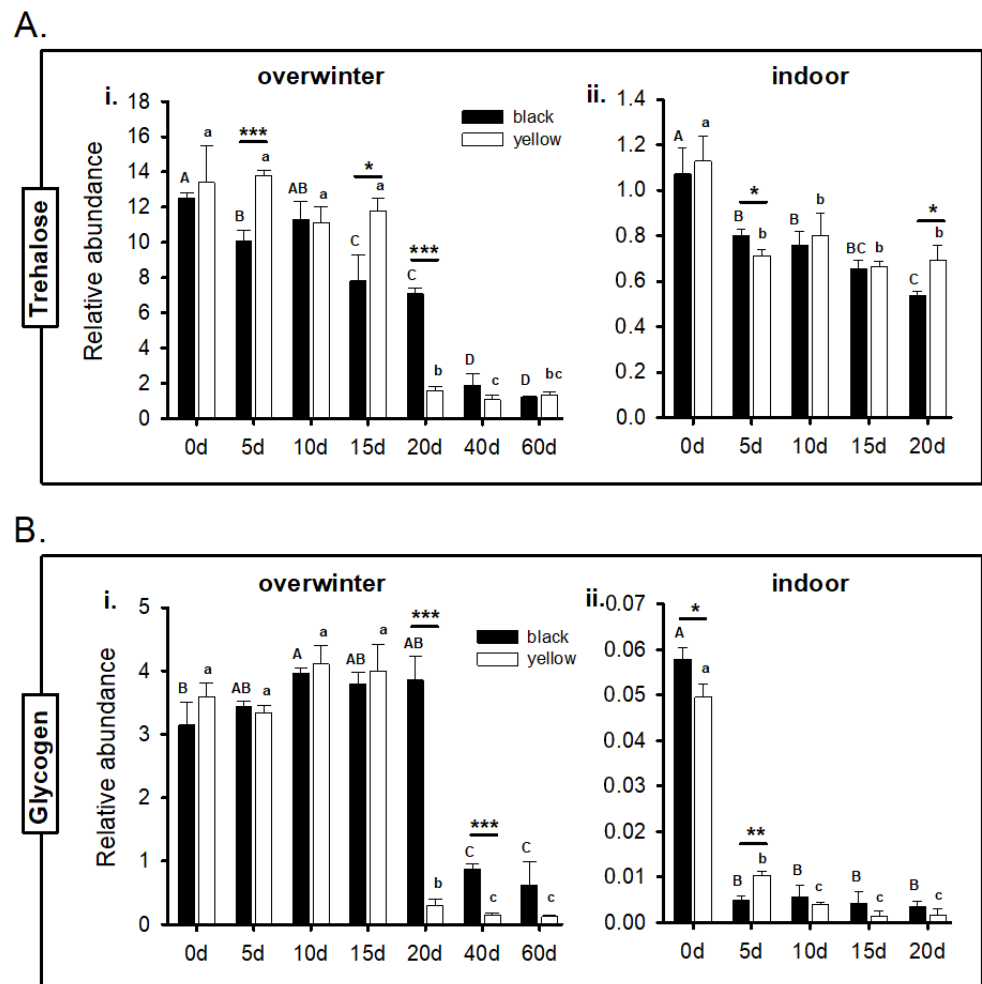 A.
overwinter
i.
18
16
14
12
10
8
6
4
2
0
Relative abundance
Trehalose
black
yellow
A a
B *** a
AB a
C * a
C *** b
D c
D bc
0d 5d 10d 15d 20d 40d 60d
indoor
ii.
1.4
1.2
1.0
0.8
0.6
0.4
0.2
0.0
A a
B * b
B b
BC b
C * b
0d 5d 10d 15d 20d
B.
overwinter
i.
5
4
3
2
1
0
Relative abundance
Glycogen
black
yellow
B a
AB a
A a
AB a
AB *** b
C *** c
C c
0d 5d 10d 15d 20d 40d 60d
indoor
ii.
0.07
0.06
0.05
0.04
0.03
0.02
0.01
0.00
A * a
B ** b
B c
B c
B c
0d 5d 10d 15d 20d